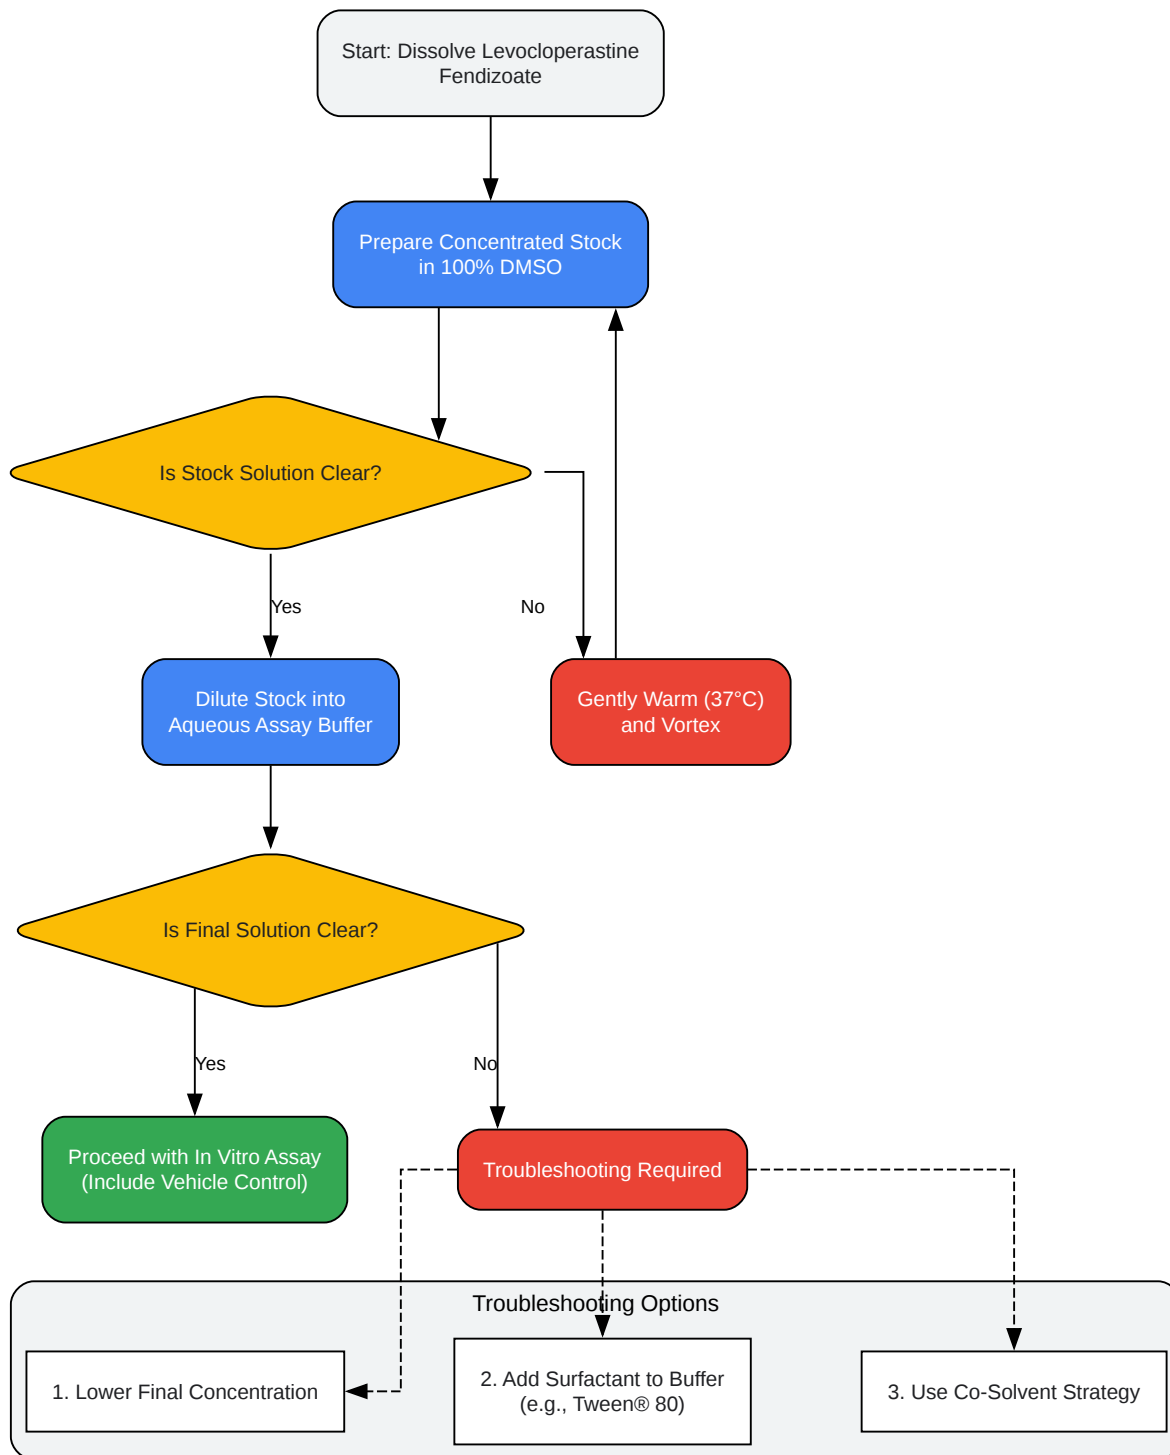 Start: Dissolve Levocloperastine
Fendizoate
Prepare Concentrated Stock
in 100% DMSO
Is Stock Solution Clear?
Yes
No
Dilute Stock into
Aqueous Assay Buffer
Gently Warm (37°C)
and Vortex
Is Final Solution Clear?
Yes
No
Proceed with In Vitro Assay
(Include Vehicle Control)
Troubleshooting Required
Troubleshooting Options
1. Lower Final Concentration
2. Add Surfactant to Buffer
(e.g., Tween® 80)
3. Use Co-Solvent Strategy